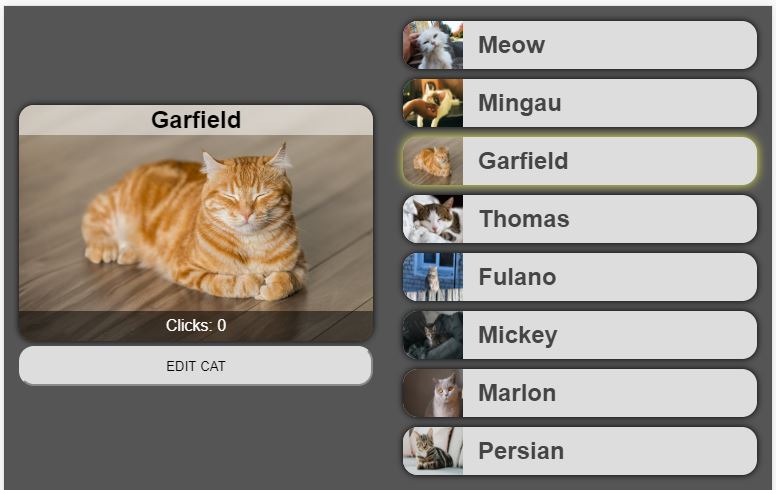 Garfield
Clicks: 0
EDIT CAT
Meow
Mingau
Garfield
Thomas
Fulano
Mickey
Marlon
Persian